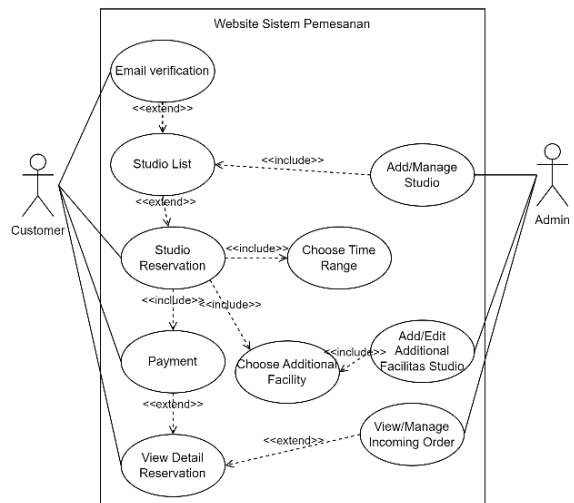 Website Sistem Pemesanan
Email verification
<<extend>>
Studio List
<<include>>
Add/Manage
Studio
<<extend>>
Customer
Admin
Studio
Reservation
<<include>>
Choose Time
Range
<<include>>
<<include>>
Payment
Choose Additional
Facility
<<include>>
Add/Edit
Additional
Facilitas Studio
<<extend>>
View/Manage
Incoming Order
<<extend>>
View Detail
Reservation